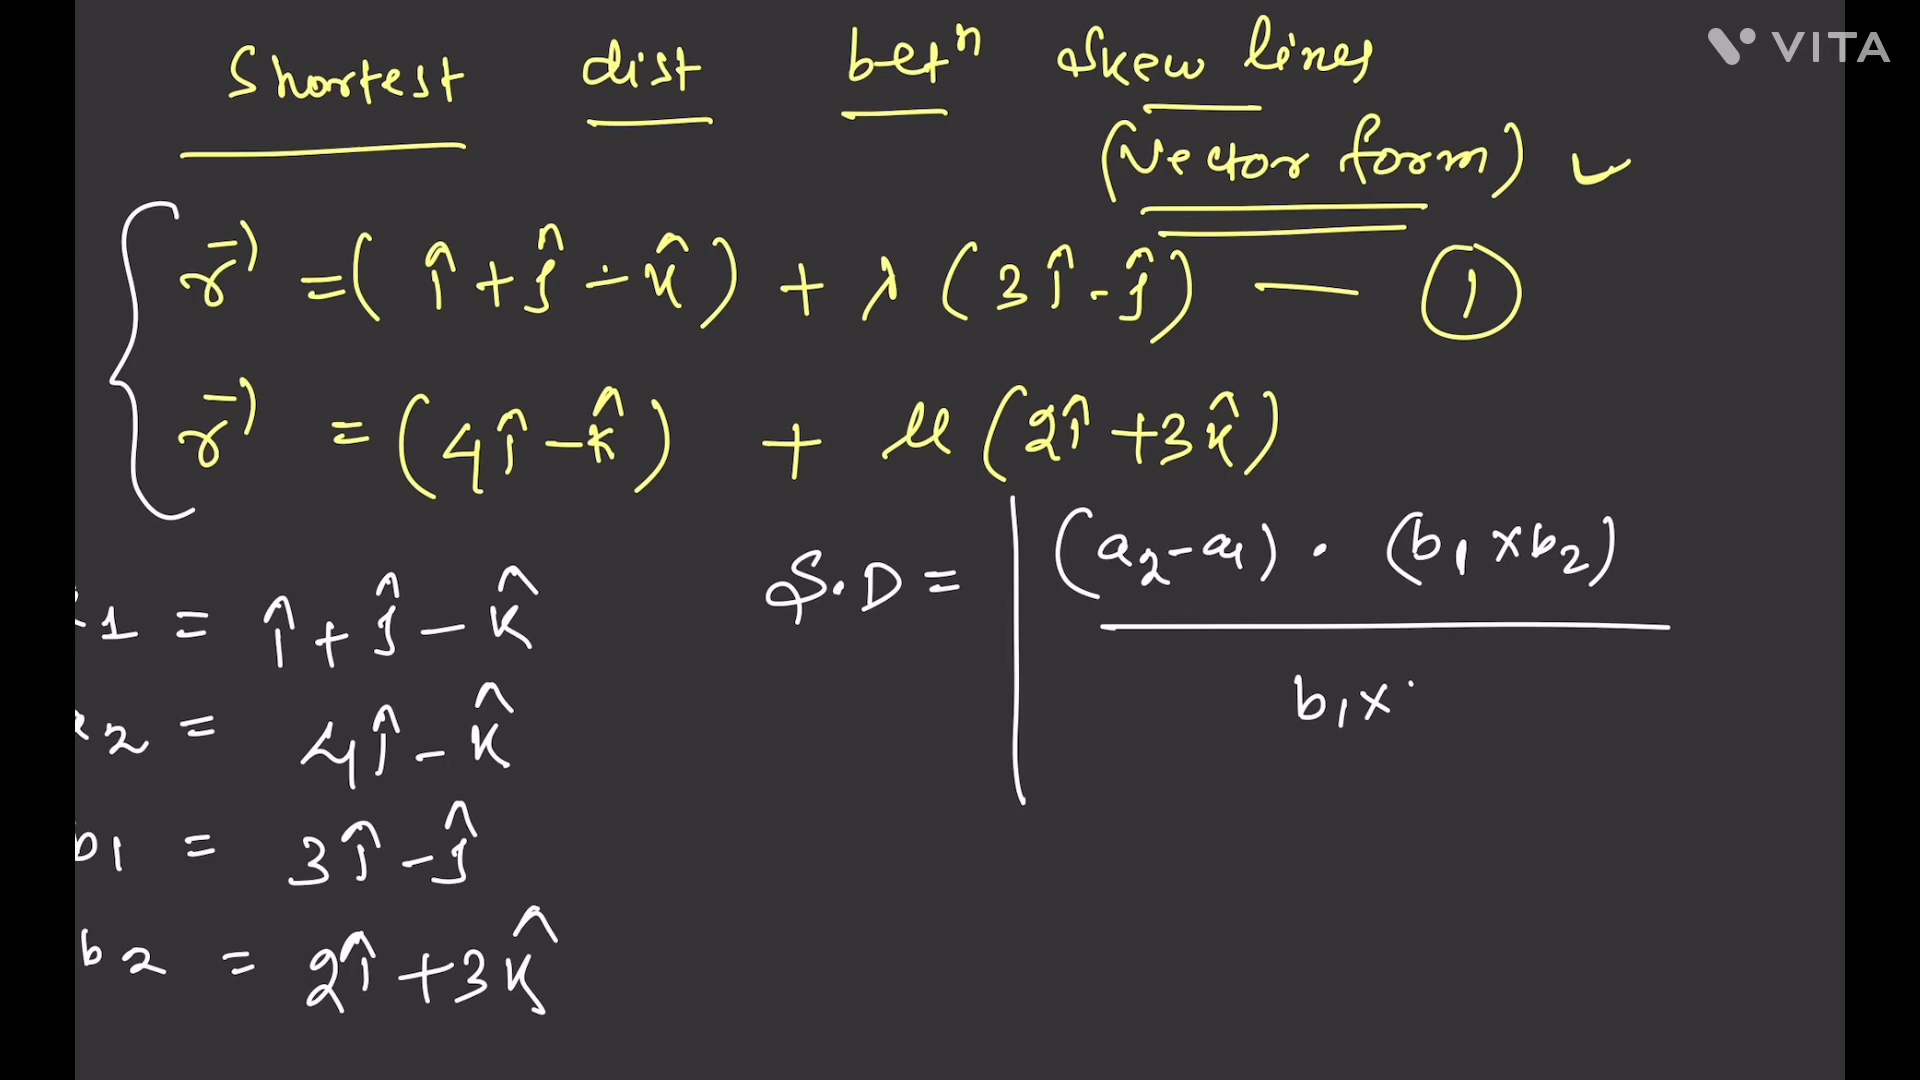 Shortest dist betⁿ skew lines
(Vector form) ✓
r⃗ = (î + ĵ - k̂) + λ (3î - ĵ) — ①
r⃗ = (4î - k̂) + μ (2î + 3k̂)
S.D = | (a₂ - a₁) · (b₁ × b₂)
b₁ ×
1 = î + ĵ - k̂
2 = 4î - k̂
b1 = 3î - ĵ
b2 = 2î + 3k̂
VITA